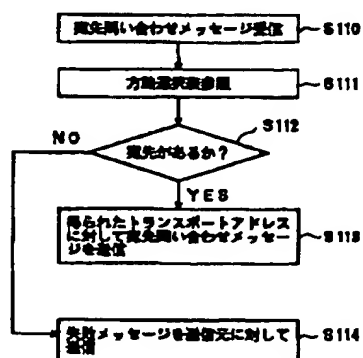 宛先問い合わせメッセージ受信
S110
方路選択表参照
S111
S112
NO
宛先があるか?
YES
得られたトランスポートアドレス
に対して宛先問い合わせメッセー
ジを送信
S113
失敗メッセージを送信元に対して
S114